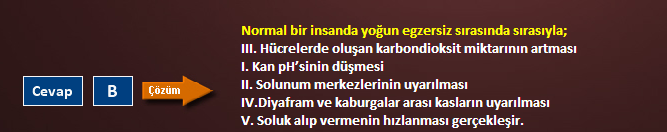 Normal bir insanda yoğun egzersiz sırasında sırasıyla;
III. Hücrelerde oluşan karbondioksit miktarının artması
I. Kan pH'sinin düşmesi
II. Solunum merkezlerinin uyarılması
IV.Diyafram ve kaburgalar arası kasların uyarılması
V. Soluk alıp vermenin hızlanması gerçekleşir.
Cevap
B
Çözüm